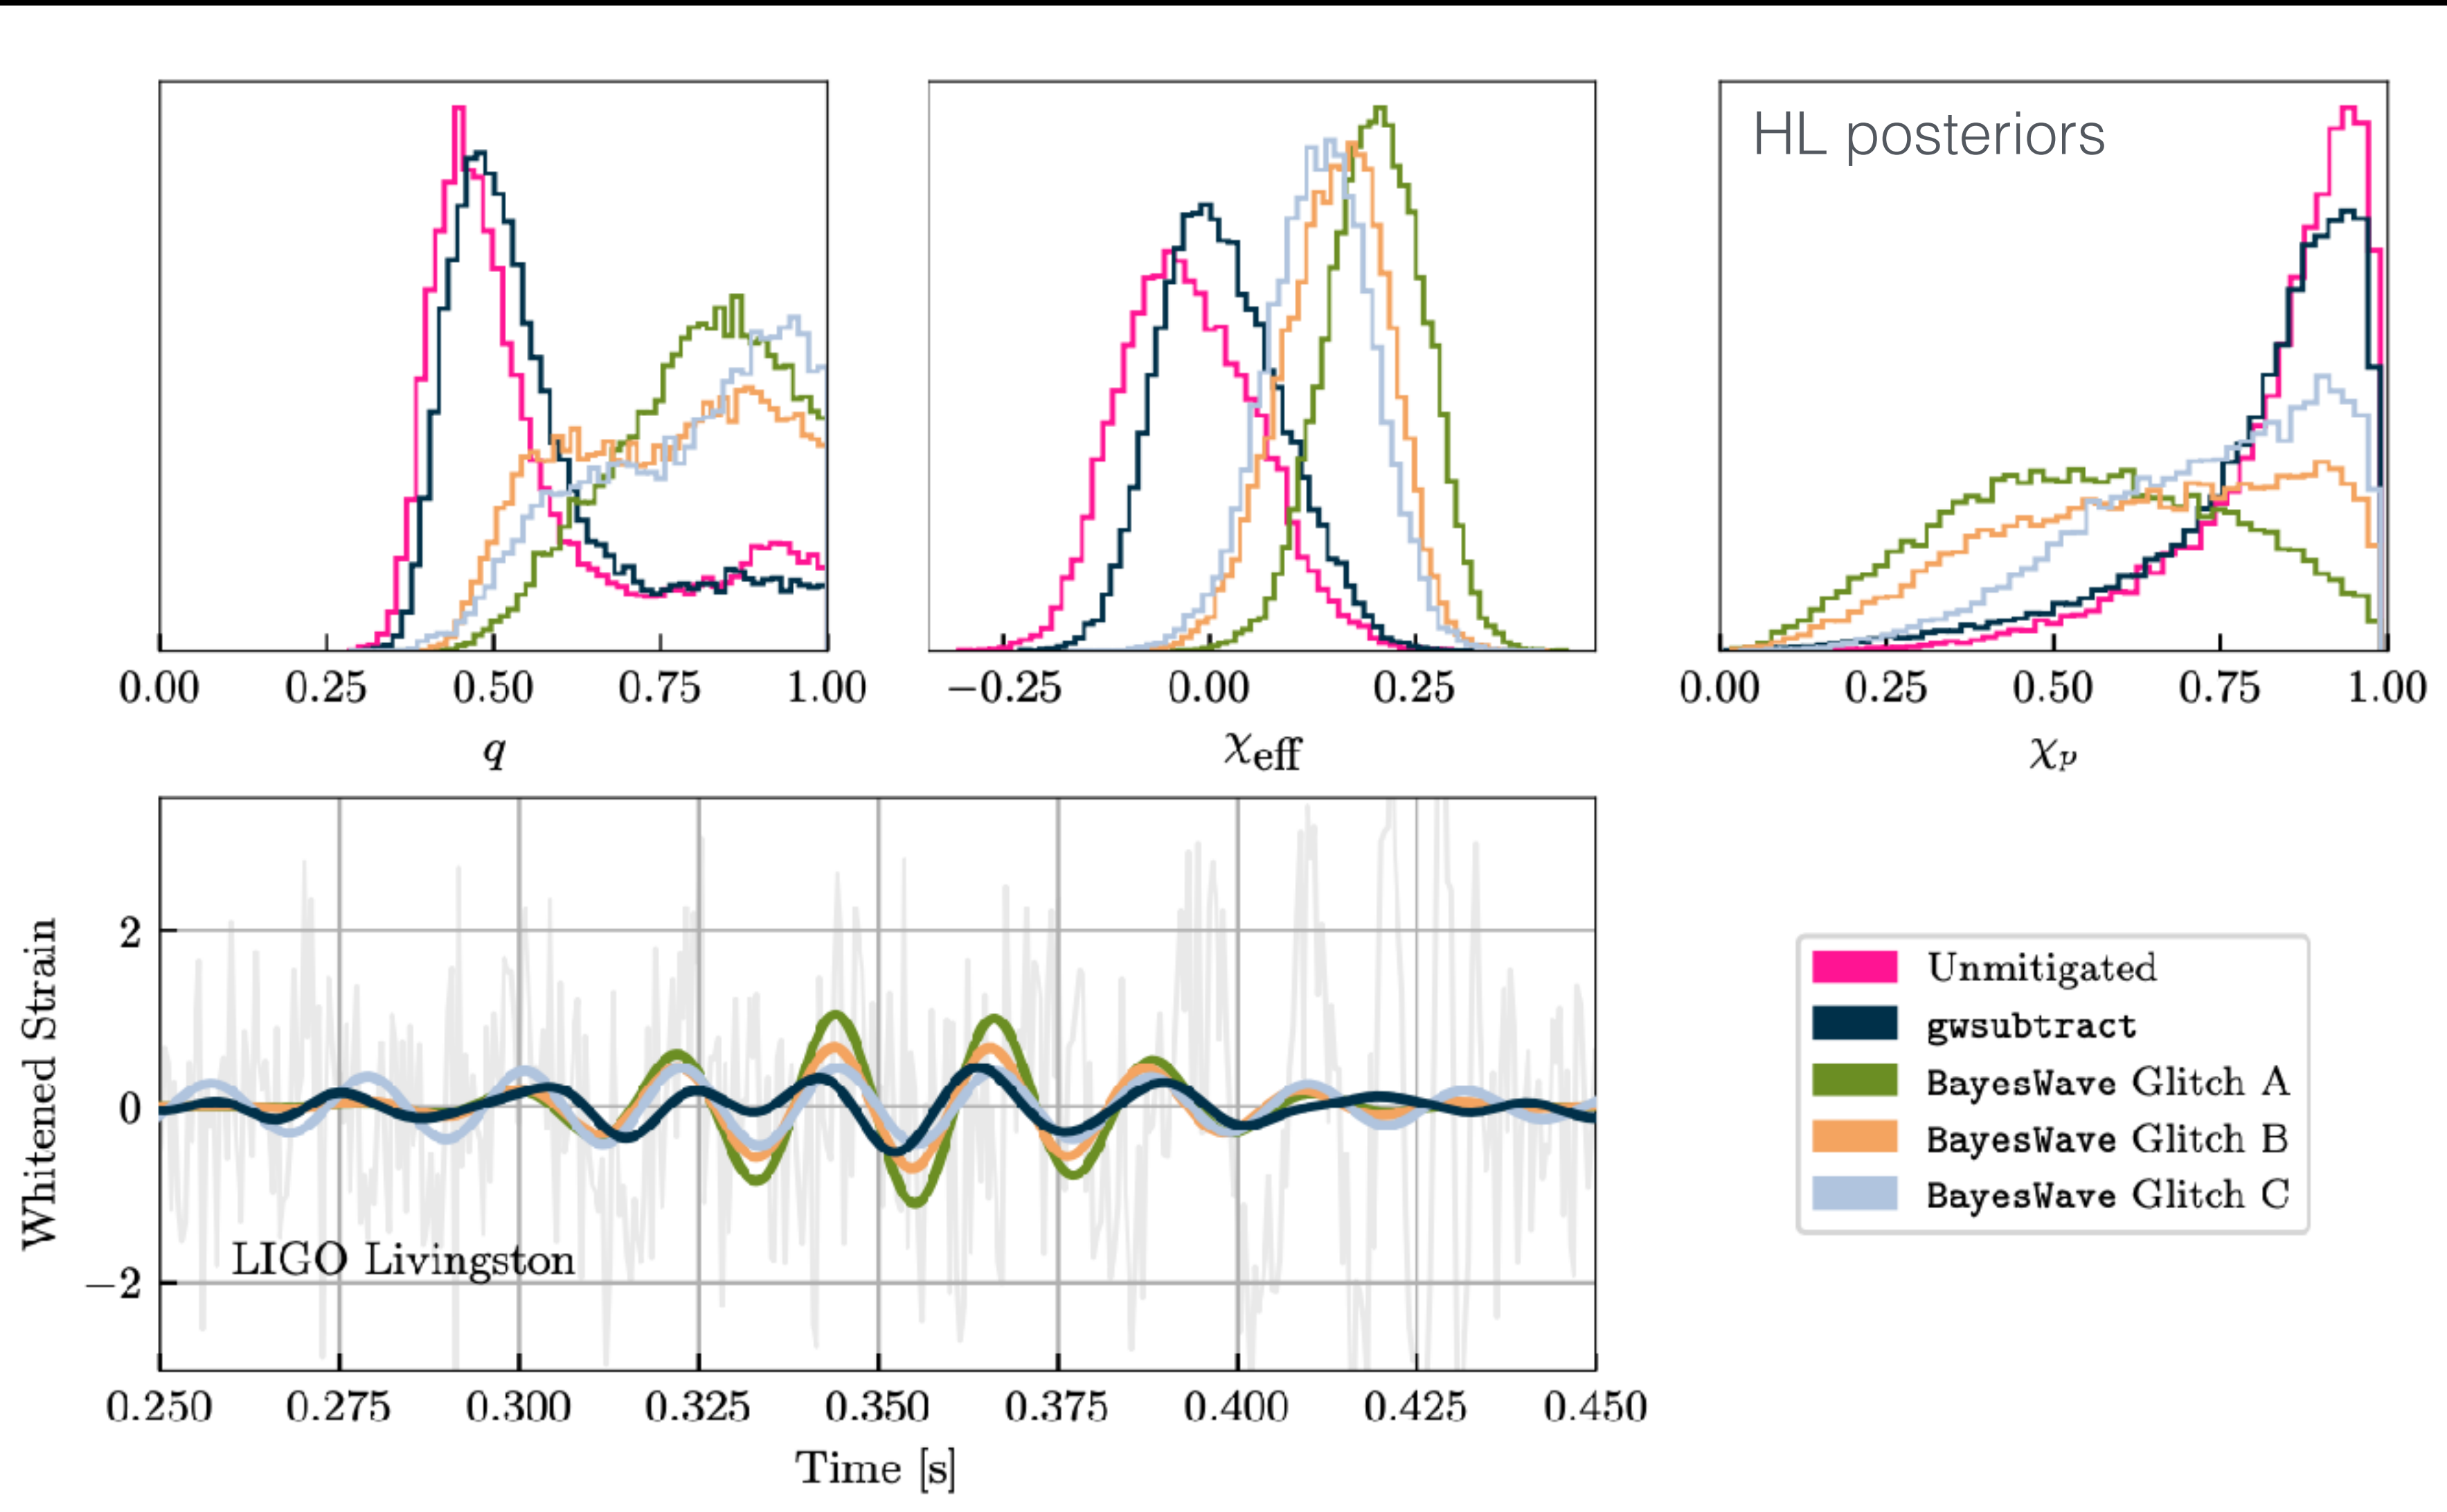 HL posteriors
0.00 0.25 0.50 0.75 1.00
q
−0.25 0.00 0.25
χeff
0.00 0.25 0.50 0.75 1.00
χp
Whitened Strain
2
0
−2
LIGO Livingston
0.250 0.275 0.300 0.325 0.350 0.375 0.400 0.425 0.450
Time [s]
Unmitigated
gwsubtract
BayesWave Glitch A
BayesWave Glitch B
BayesWave Glitch C